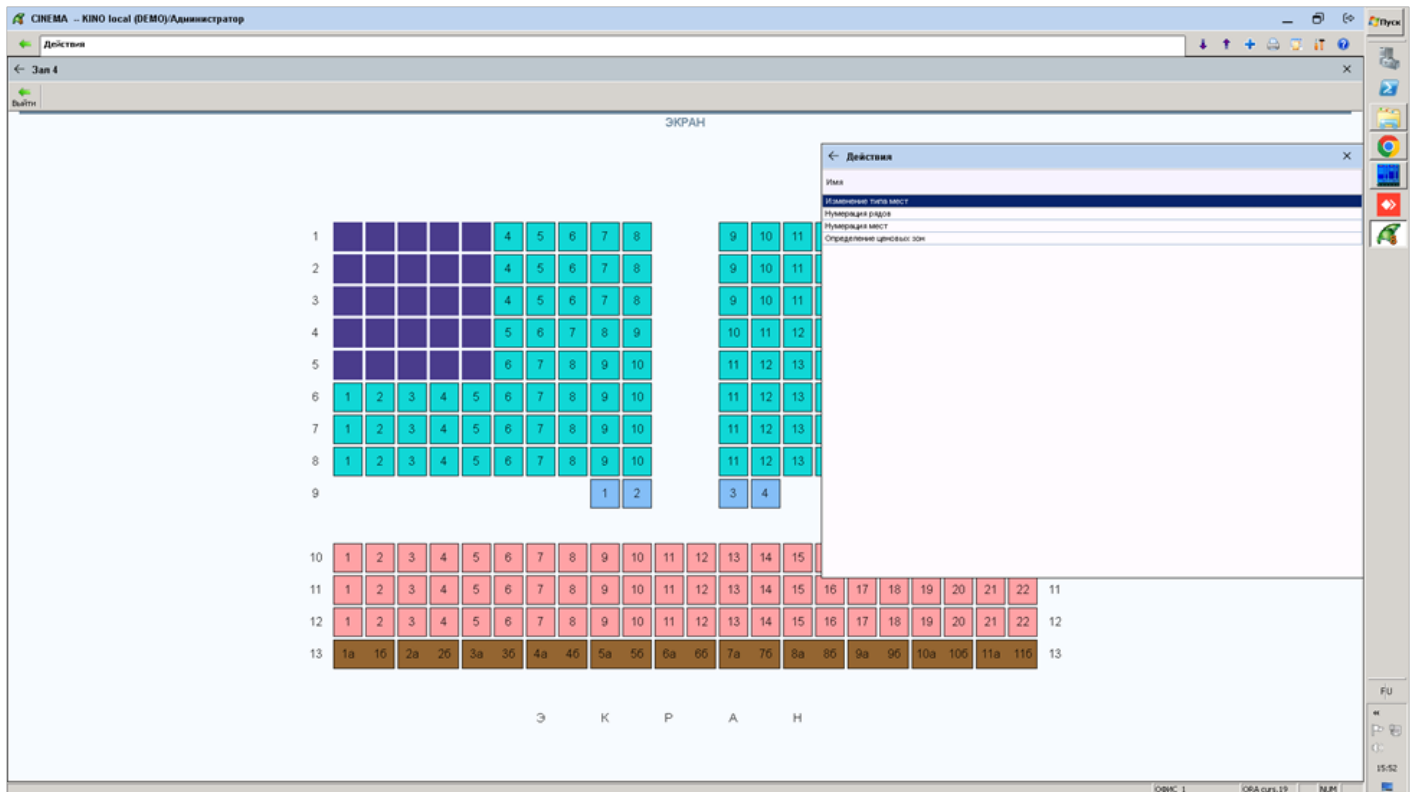 CINEMA -- KINO local (DEMO)/Администратор
Пуск
Действия
Зал 4
Выйти
ЭКРАН
Действия
Имя
Изменение типа мест
Нумерация рядов
Нумерация мест
Определение ценовых зон
1 4 5 6 7 8 9 10 11
2 4 5 6 7 8 9 10 11
3 4 5 6 7 8 9 10 11
4 5 6 7 8 9 10 11 12
5 6 7 8 9 10 11 12 13
6 1 2 3 4 5 6 7 8 9 10 11 12 13
7 1 2 3 4 5 6 7 8 9 10 11 12 13
8 1 2 3 4 5 6 7 8 9 10 11 12 13
9 1 2 3 4
10 1 2 3 4 5 6 7 8 9 10 11 12 13 14 15
11 1 2 3 4 5 6 7 8 9 10 11 12 13 14 15 16 17 18 19 20 21 22 11
12 1 2 3 4 5 6 7 8 9 10 11 12 13 14 15 16 17 18 19 20 21 22 12
13 1а 1б 2а 2б 3а 3б 4а 4б 5а 5б 6а 6б 7а 7б 8а 8б 9а 9б 10а 10б 11а 11б 13
Э К Р А Н
15:52
ОФИС 1 ORA curs.19 NUM